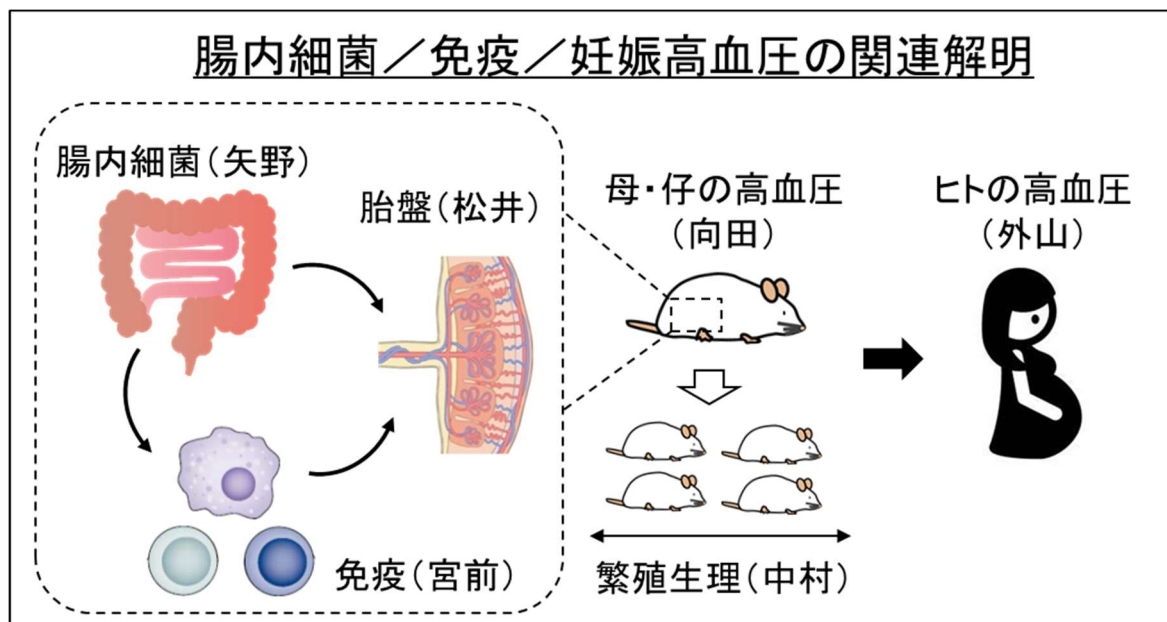 腸内細菌／免疫／妊娠高血圧の関連解明
腸内細菌（矢野）
胎盤（松井）
免疫（宮前）
母・仔の高血圧
（向田）
繁殖生理（中村）
ヒトの高血圧
（外山）